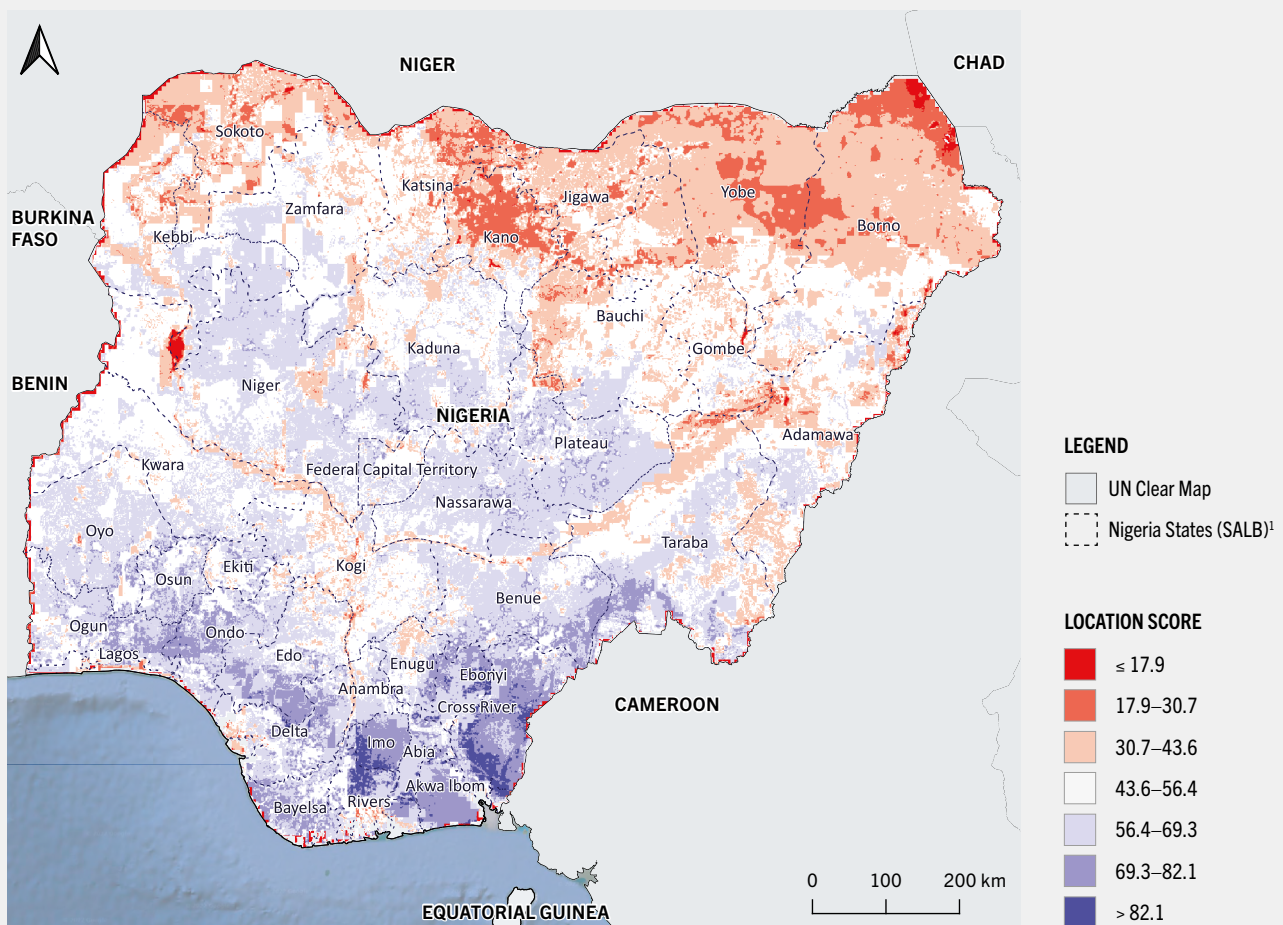 NIGER
CHAD
Sokoto
Katsina
Jigawa
Yobe
Zamfara
BURKINA
FASO
Kebbi
Kano
Borno
Bauchi
Kaduna
Gombe
BENIN
Niger
NIGERIA
Plateau
Adamawa
Kwara
Federal Capital Territory
Nassarawa
Oyo
Taraba
Ekiti
Kogi
Osun
Benue
Ogun
Ondo
Lagos
Edo
Enugu
Ebonyi
Anambra
Cross River
CAMEROON
Delta
Imo
Abia
Akwa Ibom
Bayelsa
Rivers
EQUATORIAL GUINEA
0 100 200 km
LEGEND
UN Clear Map
Nigeria States (SALB)¹
LOCATION SCORE
≤ 17.9
17.9–30.7
30.7–43.6
43.6–56.4
56.4–69.3
69.3–82.1
> 82.1